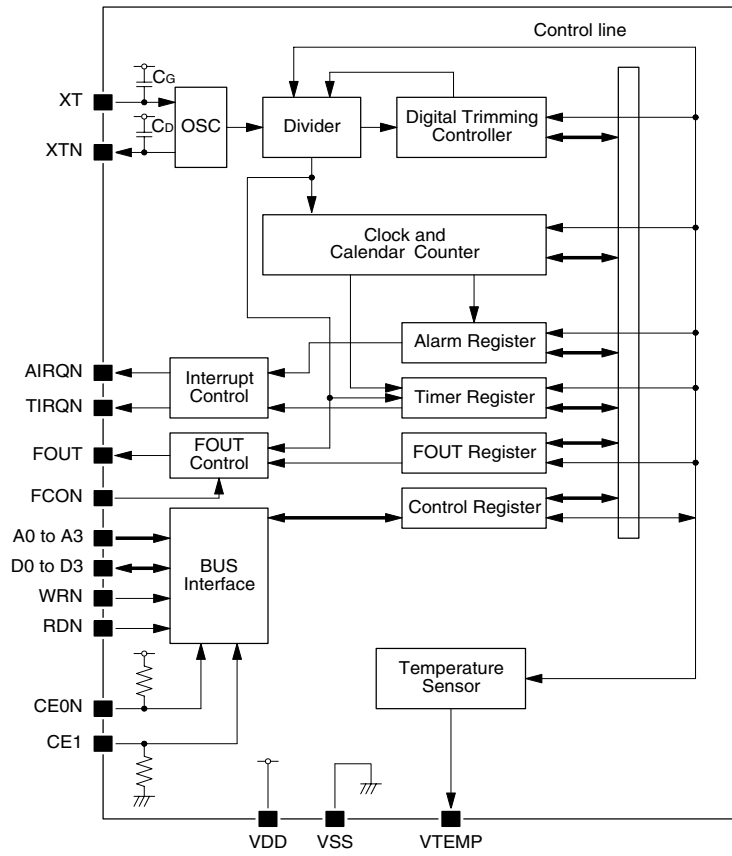 Control line
XT
CG
OSC
Divider
Digital Trimming
Controller
XTN
CD
Clock and
Calendar Counter
Alarm Register
AIRQN
Interrupt
Control
TIRQN
Timer Register
FOUT
FOUT
Control
FOUT Register
FCON
Control Register
A0 to A3
D0 to D3
BUS
Interface
WRN
RDN
Temperature
Sensor
CE0N
CE1
VDD
VSS
VTEMP